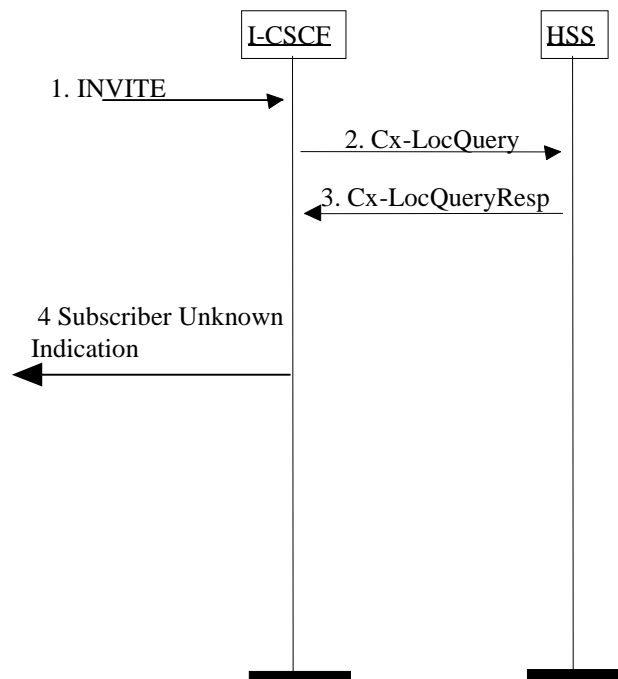 I-CSCF
HSS
1. INVITE
2. Cx-LocQuery
3. Cx-LocQueryResp
4 Subscriber Unknown
Indication